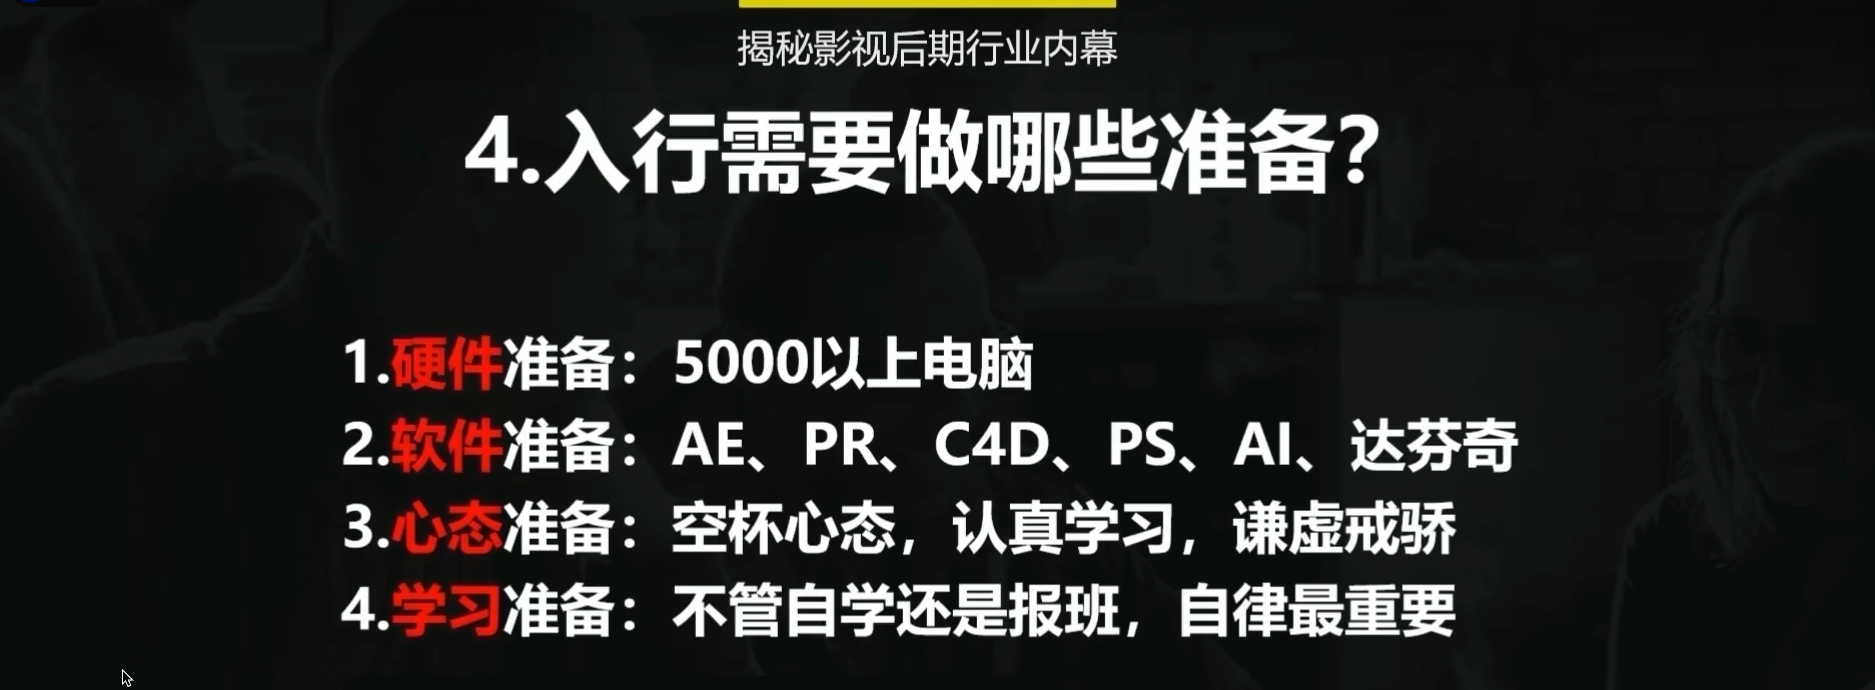 揭秘影视后期行业内幕
4.入行需要做哪些准备？
1.硬件准备：5000以上电脑
2.软件准备：AE、PR、C4D、PS、AI、达芬奇
3.心态准备：空杯心态，认真学习，谦虚戒骄
4.学习准备：不管自学还是报班，自律最重要